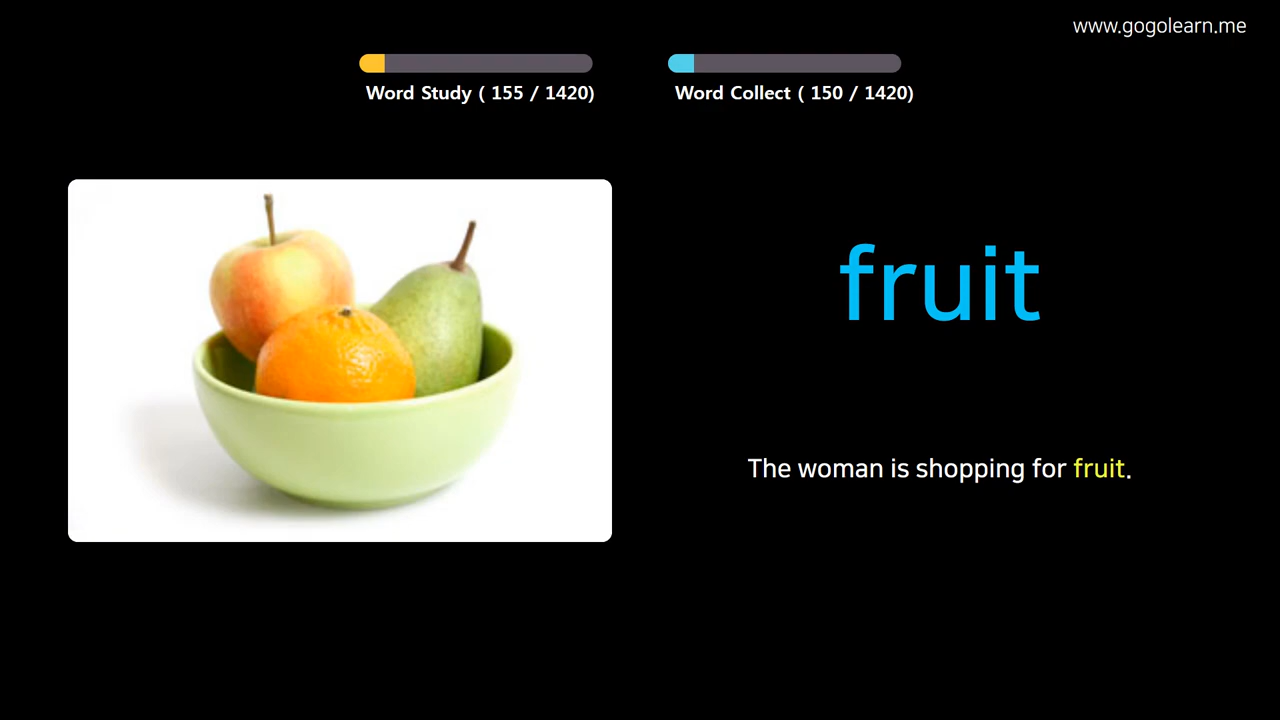 www.gogolearn.me
Word Study ( 155 / 1420)
Word Collect ( 150 / 1420)
fruit
The woman is shopping for fruit.